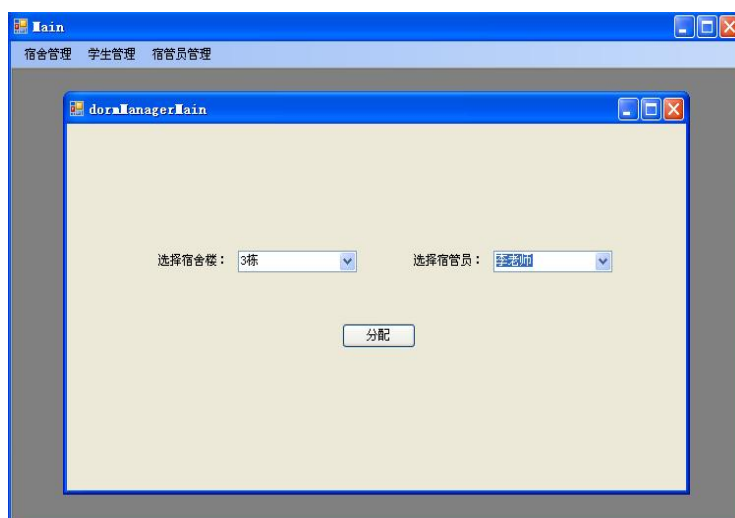 Main
宿舍管理 学生管理 宿管员管理
dormManagerMain
选择宿舍楼： 3栋 选择宿管员： 李老师
分配